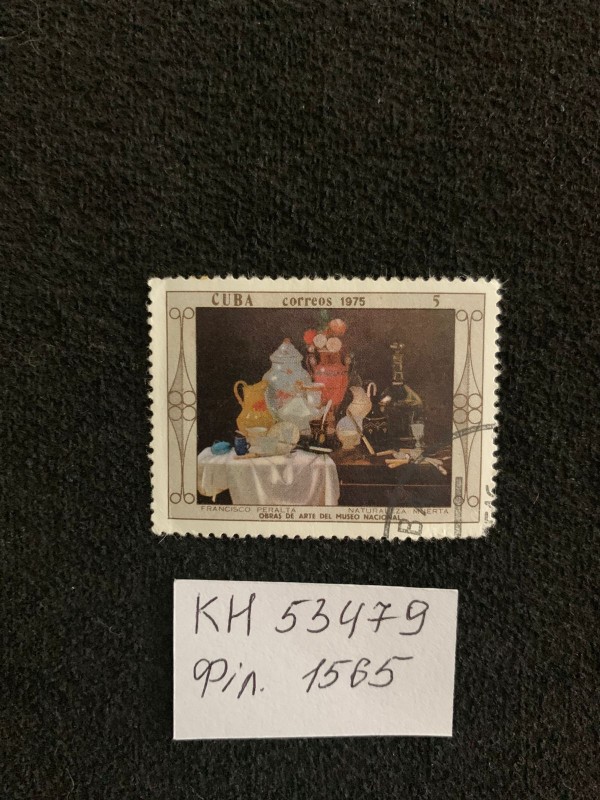 CUBA correos 1975 5
FRANCISCO PERALTA NATURALEZA MUERTA
OBRAS DE ARTE DEL MUSEO NACIONAL
B
КН 53479
Філ. 1565